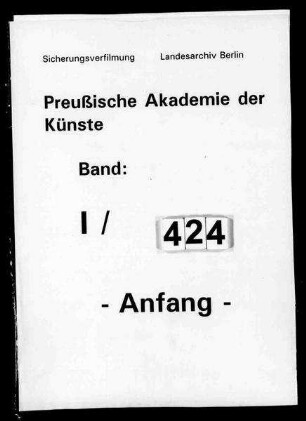 Sicherungsverfilmung Landesarchiv Berlin
Preußische Akademie der
Künste
Band:
I / 424
- Anfang -